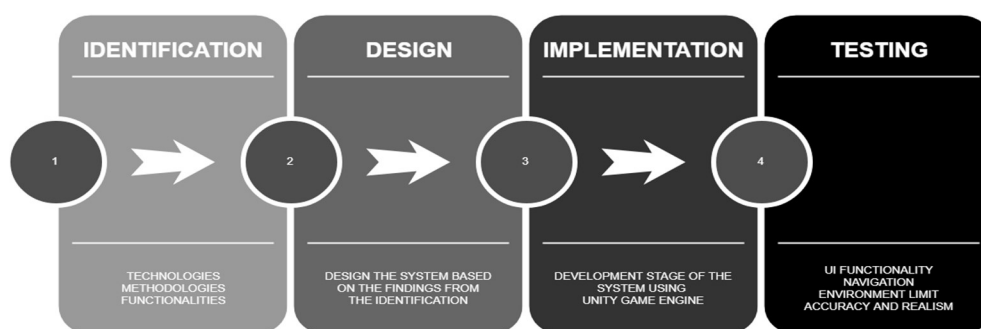 IDENTIFICATION
DESIGN
IMPLEMENTATION
TESTING
1
2
3
4
TECHNOLOGIES
METHODOLOGIES
FUNCTIONALITIES
DESIGN THE SYSTEM BASED
ON THE FINDINGS FROM
THE IDENTIFICATION
DEVELOPMENT STAGE OF THE
SYSTEM USING
UNITY GAME ENGINE
UI FUNCTIONALITY
NAVIGATION
ENVIRONMENT LIMIT
ACCURACY AND REALISM